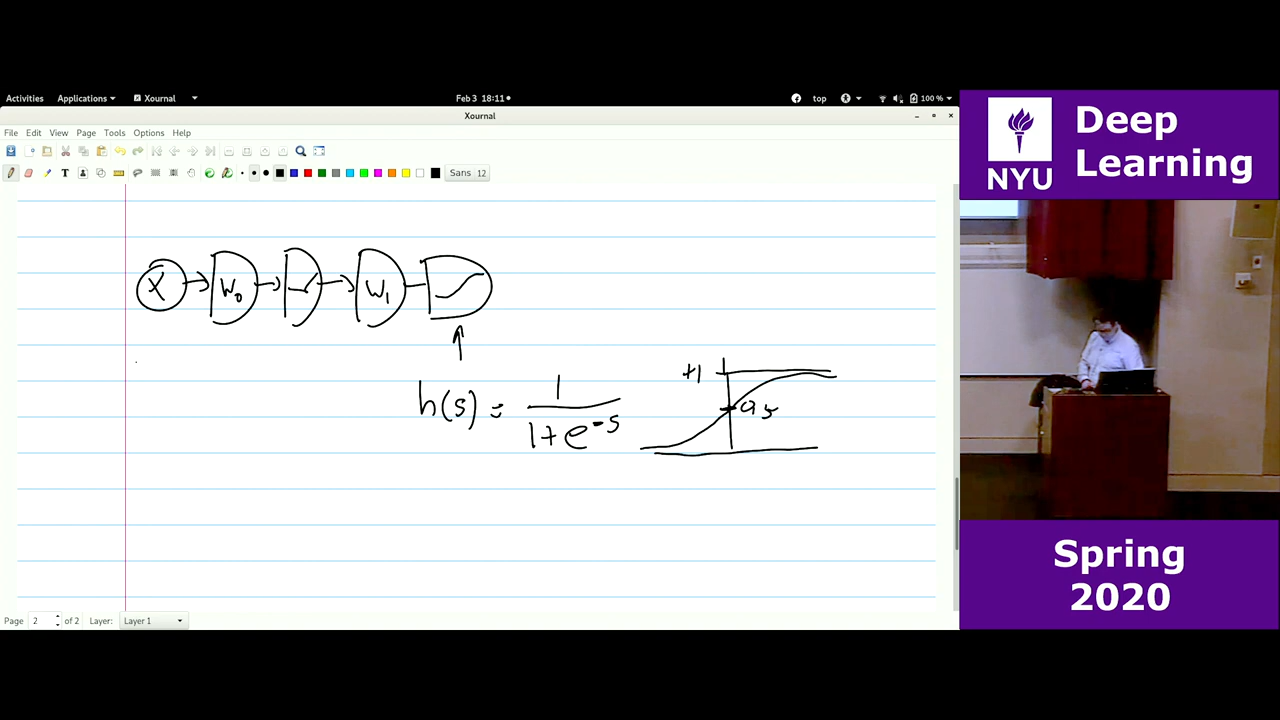 Activities Applications Xournal Feb 3 18:11 top 100 %
Xournal
File Edit View Page Tools Options Help
Sans 12
X W₀ W₁
h(s) = 1 / (1 + e^-s)
+1
0.5
Page 2 of 2 Layer: Layer 1
NYU
Deep
Learning
Spring
2020